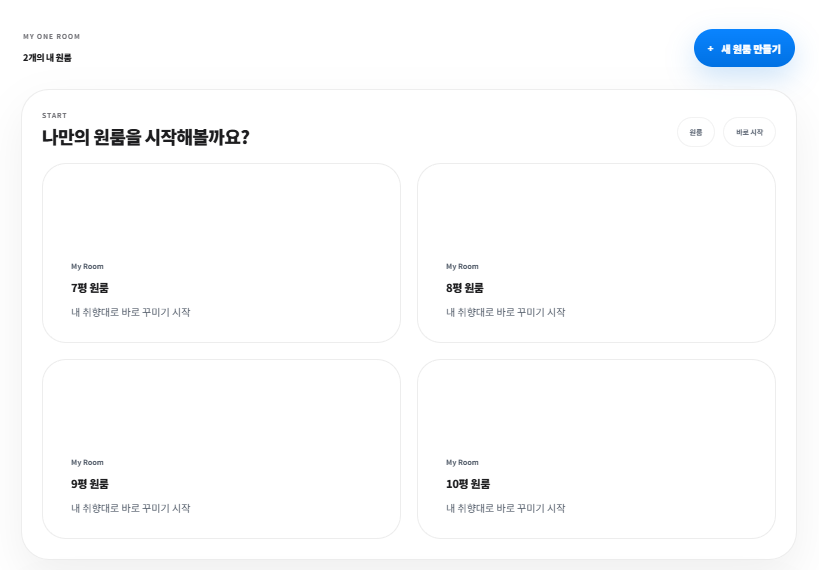 MY ONE ROOM
2개의 내 원룸
+ 새 원룸 만들기
START
나만의 원룸을 시작해볼까요?
원룸
바로 시작
My Room
7평 원룸
내 취향대로 바로 꾸미기 시작
My Room
8평 원룸
내 취향대로 바로 꾸미기 시작
My Room
9평 원룸
내 취향대로 바로 꾸미기 시작
My Room
10평 원룸
내 취향대로 바로 꾸미기 시작